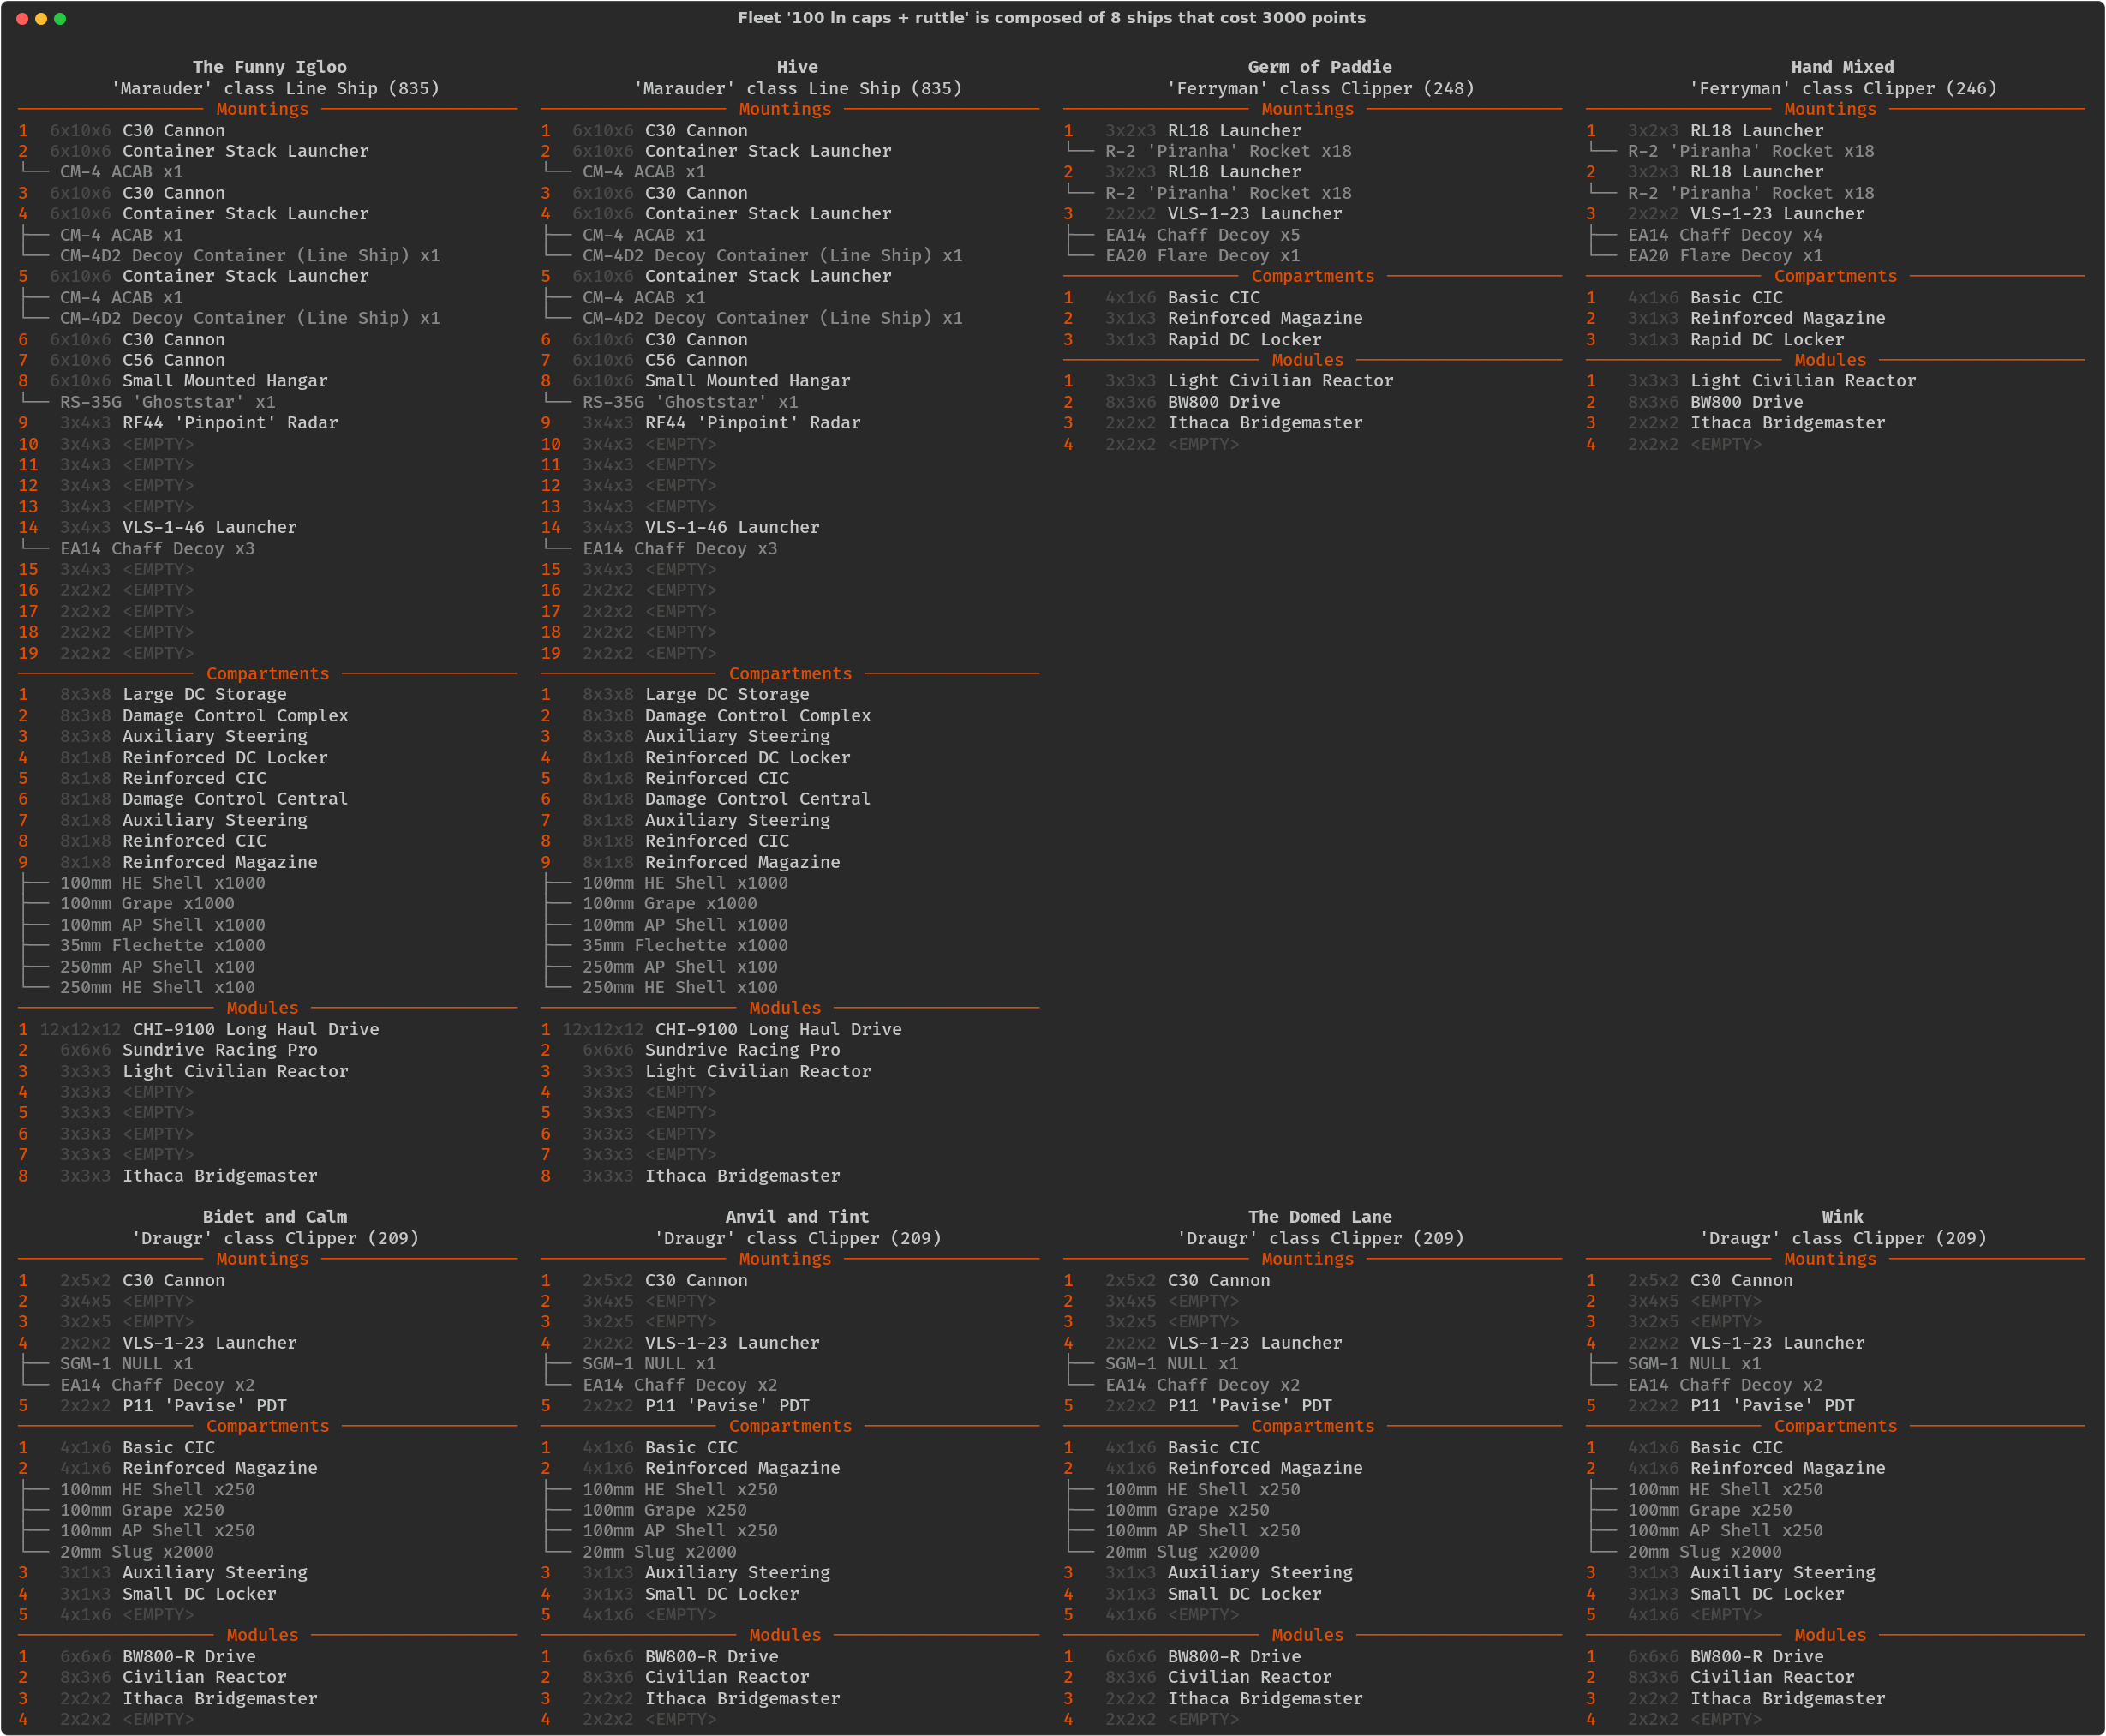 Fleet '100 ln caps + ruttle' is composed of 8 ships that cost 3000 points
The Funny Igloo
'Marauder' class Line Ship (835)
Mountings
1 6x10x6 C30 Cannon
2 6x10x6 Container Stack Launcher
└── CM-4 ACAB x1
3 6x10x6 C30 Cannon
4 6x10x6 Container Stack Launcher
├── CM-4 ACAB x1
└── CM-4D2 Decoy Container (Line Ship) x1
5 6x10x6 Container Stack Launcher
├── CM-4 ACAB x1
└── CM-4D2 Decoy Container (Line Ship) x1
6 6x10x6 C30 Cannon
7 6x10x6 C56 Cannon
8 6x10x6 Small Mounted Hangar
└── RS-35G 'Ghoststar' x1
9 3x4x3 RF44 'Pinpoint' Radar
10 3x4x3 <EMPTY>
11 3x4x3 <EMPTY>
12 3x4x3 <EMPTY>
13 3x4x3 <EMPTY>
14 3x4x3 VLS-1-46 Launcher
└── EA14 Chaff Decoy x3
15 3x4x3 <EMPTY>
16 2x2x2 <EMPTY>
17 2x2x2 <EMPTY>
18 2x2x2 <EMPTY>
19 2x2x2 <EMPTY>
Compartments
1 8x3x8 Large DC Storage
2 8x3x8 Damage Control Complex
3 8x3x8 Auxiliary Steering
4 8x1x8 Reinforced DC Locker
5 8x1x8 Reinforced CIC
6 8x1x8 Damage Control Central
7 8x1x8 Auxiliary Steering
8 8x1x8 Reinforced CIC
9 8x1x8 Reinforced Magazine
├── 100mm HE Shell x1000
├── 100mm Grape x1000
├── 100mm AP Shell x1000
├── 35mm Flechette x1000
├── 250mm AP Shell x100
└── 250mm HE Shell x100
Modules
1 12x12x12 CHI-9100 Long Haul Drive
2 6x6x6 Sundrive Racing Pro
3 3x3x3 Light Civilian Reactor
4 3x3x3 <EMPTY>
5 3x3x3 <EMPTY>
6 3x3x3 <EMPTY>
7 3x3x3 <EMPTY>
8 3x3x3 Ithaca Bridgemaster
Hive
'Marauder' class Line Ship (835)
Mountings
1 6x10x6 C30 Cannon
2 6x10x6 Container Stack Launcher
└── CM-4 ACAB x1
3 6x10x6 C30 Cannon
4 6x10x6 Container Stack Launcher
├── CM-4 ACAB x1
└── CM-4D2 Decoy Container (Line Ship) x1
5 6x10x6 Container Stack Launcher
├── CM-4 ACAB x1
└── CM-4D2 Decoy Container (Line Ship) x1
6 6x10x6 C30 Cannon
7 6x10x6 C56 Cannon
8 6x10x6 Small Mounted Hangar
└── RS-35G 'Ghoststar' x1
9 3x4x3 RF44 'Pinpoint' Radar
10 3x4x3 <EMPTY>
11 3x4x3 <EMPTY>
12 3x4x3 <EMPTY>
13 3x4x3 <EMPTY>
14 3x4x3 VLS-1-46 Launcher
└── EA14 Chaff Decoy x3
15 3x4x3 <EMPTY>
16 2x2x2 <EMPTY>
17 2x2x2 <EMPTY>
18 2x2x2 <EMPTY>
19 2x2x2 <EMPTY>
Compartments
1 8x3x8 Large DC Storage
2 8x3x8 Damage Control Complex
3 8x3x8 Auxiliary Steering
4 8x1x8 Reinforced DC Locker
5 8x1x8 Reinforced CIC
6 8x1x8 Damage Control Central
7 8x1x8 Auxiliary Steering
8 8x1x8 Reinforced CIC
9 8x1x8 Reinforced Magazine
├── 100mm HE Shell x1000
├── 100mm Grape x1000
├── 100mm AP Shell x1000
├── 35mm Flechette x1000
├── 250mm AP Shell x100
└── 250mm HE Shell x100
Modules
1 12x12x12 CHI-9100 Long Haul Drive
2 6x6x6 Sundrive Racing Pro
3 3x3x3 Light Civilian Reactor
4 3x3x3 <EMPTY>
5 3x3x3 <EMPTY>
6 3x3x3 <EMPTY>
7 3x3x3 <EMPTY>
8 3x3x3 Ithaca Bridgemaster
Germ of Paddie
'Ferryman' class Clipper (248)
Mountings
1 3x2x3 RL18 Launcher
└── R-2 'Piranha' Rocket x18
2 3x2x3 RL18 Launcher
└── R-2 'Piranha' Rocket x18
3 2x2x2 VLS-1-23 Launcher
├── EA14 Chaff Decoy x5
└── EA20 Flare Decoy x1
Compartments
1 4x1x6 Basic CIC
2 3x1x3 Reinforced Magazine
3 3x1x3 Rapid DC Locker
Modules
1 3x3x3 Light Civilian Reactor
2 8x3x6 BW800 Drive
3 2x2x2 Ithaca Bridgemaster
4 2x2x2 <EMPTY>
Hand Mixed
'Ferryman' class Clipper (246)
Mountings
1 3x2x3 RL18 Launcher
└── R-2 'Piranha' Rocket x18
2 3x2x3 RL18 Launcher
└── R-2 'Piranha' Rocket x18
3 2x2x2 VLS-1-23 Launcher
├── EA14 Chaff Decoy x4
└── EA20 Flare Decoy x1
Compartments
1 4x1x6 Basic CIC
2 3x1x3 Reinforced Magazine
3 3x1x3 Rapid DC Locker
Modules
1 3x3x3 Light Civilian Reactor
2 8x3x6 BW800 Drive
3 2x2x2 Ithaca Bridgemaster
4 2x2x2 <EMPTY>
Bidet and Calm
'Draugr' class Clipper (209)
Mountings
1 2x5x2 C30 Cannon
2 3x4x5 <EMPTY>
3 3x2x5 <EMPTY>
4 2x2x2 VLS-1-23 Launcher
├── SGM-1 NULL x1
└── EA14 Chaff Decoy x2
5 2x2x2 P11 'Pavise' PDT
Compartments
1 4x1x6 Basic CIC
2 4x1x6 Reinforced Magazine
├── 100mm HE Shell x250
├── 100mm Grape x250
├── 100mm AP Shell x250
└── 20mm Slug x2000
3 3x1x3 Auxiliary Steering
4 3x1x3 Small DC Locker
5 4x1x6 <EMPTY>
Modules
1 6x6x6 BW800-R Drive
2 8x3x6 Civilian Reactor
3 2x2x2 Ithaca Bridgemaster
4 2x2x2 <EMPTY>
Anvil and Tint
'Draugr' class Clipper (209)
Mountings
1 2x5x2 C30 Cannon
2 3x4x5 <EMPTY>
3 3x2x5 <EMPTY>
4 2x2x2 VLS-1-23 Launcher
├── SGM-1 NULL x1
└── EA14 Chaff Decoy x2
5 2x2x2 P11 'Pavise' PDT
Compartments
1 4x1x6 Basic CIC
2 4x1x6 Reinforced Magazine
├── 100mm HE Shell x250
├── 100mm Grape x250
├── 100mm AP Shell x250
└── 20mm Slug x2000
3 3x1x3 Auxiliary Steering
4 3x1x3 Small DC Locker
5 4x1x6 <EMPTY>
Modules
1 6x6x6 BW800-R Drive
2 8x3x6 Civilian Reactor
3 2x2x2 Ithaca Bridgemaster
4 2x2x2 <EMPTY>
The Domed Lane
'Draugr' class Clipper (209)
Mountings
1 2x5x2 C30 Cannon
2 3x4x5 <EMPTY>
3 3x2x5 <EMPTY>
4 2x2x2 VLS-1-23 Launcher
├── SGM-1 NULL x1
└── EA14 Chaff Decoy x2
5 2x2x2 P11 'Pavise' PDT
Compartments
1 4x1x6 Basic CIC
2 4x1x6 Reinforced Magazine
├── 100mm HE Shell x250
├── 100mm Grape x250
├── 100mm AP Shell x250
└── 20mm Slug x2000
3 3x1x3 Auxiliary Steering
4 3x1x3 Small DC Locker
5 4x1x6 <EMPTY>
Modules
1 6x6x6 BW800-R Drive
2 8x3x6 Civilian Reactor
3 2x2x2 Ithaca Bridgemaster
4 2x2x2 <EMPTY>
Wink
'Draugr' class Clipper (209)
Mountings
1 2x5x2 C30 Cannon
2 3x4x5 <EMPTY>
3 3x2x5 <EMPTY>
4 2x2x2 VLS-1-23 Launcher
├── SGM-1 NULL x1
└── EA14 Chaff Decoy x2
5 2x2x2 P11 'Pavise' PDT
Compartments
1 4x1x6 Basic CIC
2 4x1x6 Reinforced Magazine
├── 100mm HE Shell x250
├── 100mm Grape x250
├── 100mm AP Shell x250
└── 20mm Slug x2000
3 3x1x3 Auxiliary Steering
4 3x1x3 Small DC Locker
5 4x1x6 <EMPTY>
Modules
1 6x6x6 BW800-R Drive
2 8x3x6 Civilian Reactor
3 2x2x2 Ithaca Bridgemaster
4 2x2x2 <EMPTY>